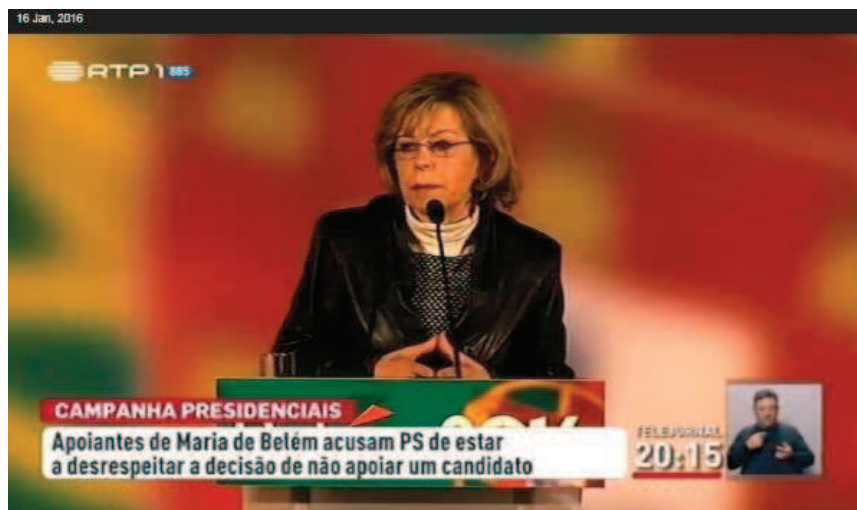 16 Jan, 2016
RTP 1 885
CAMPANHA PRESIDENCIAIS
Apoiantes de Maria de Belém acusam PS de estar
a desrespeitar a decisão de não apoiar um candidato
TELEJORNAL
20:15